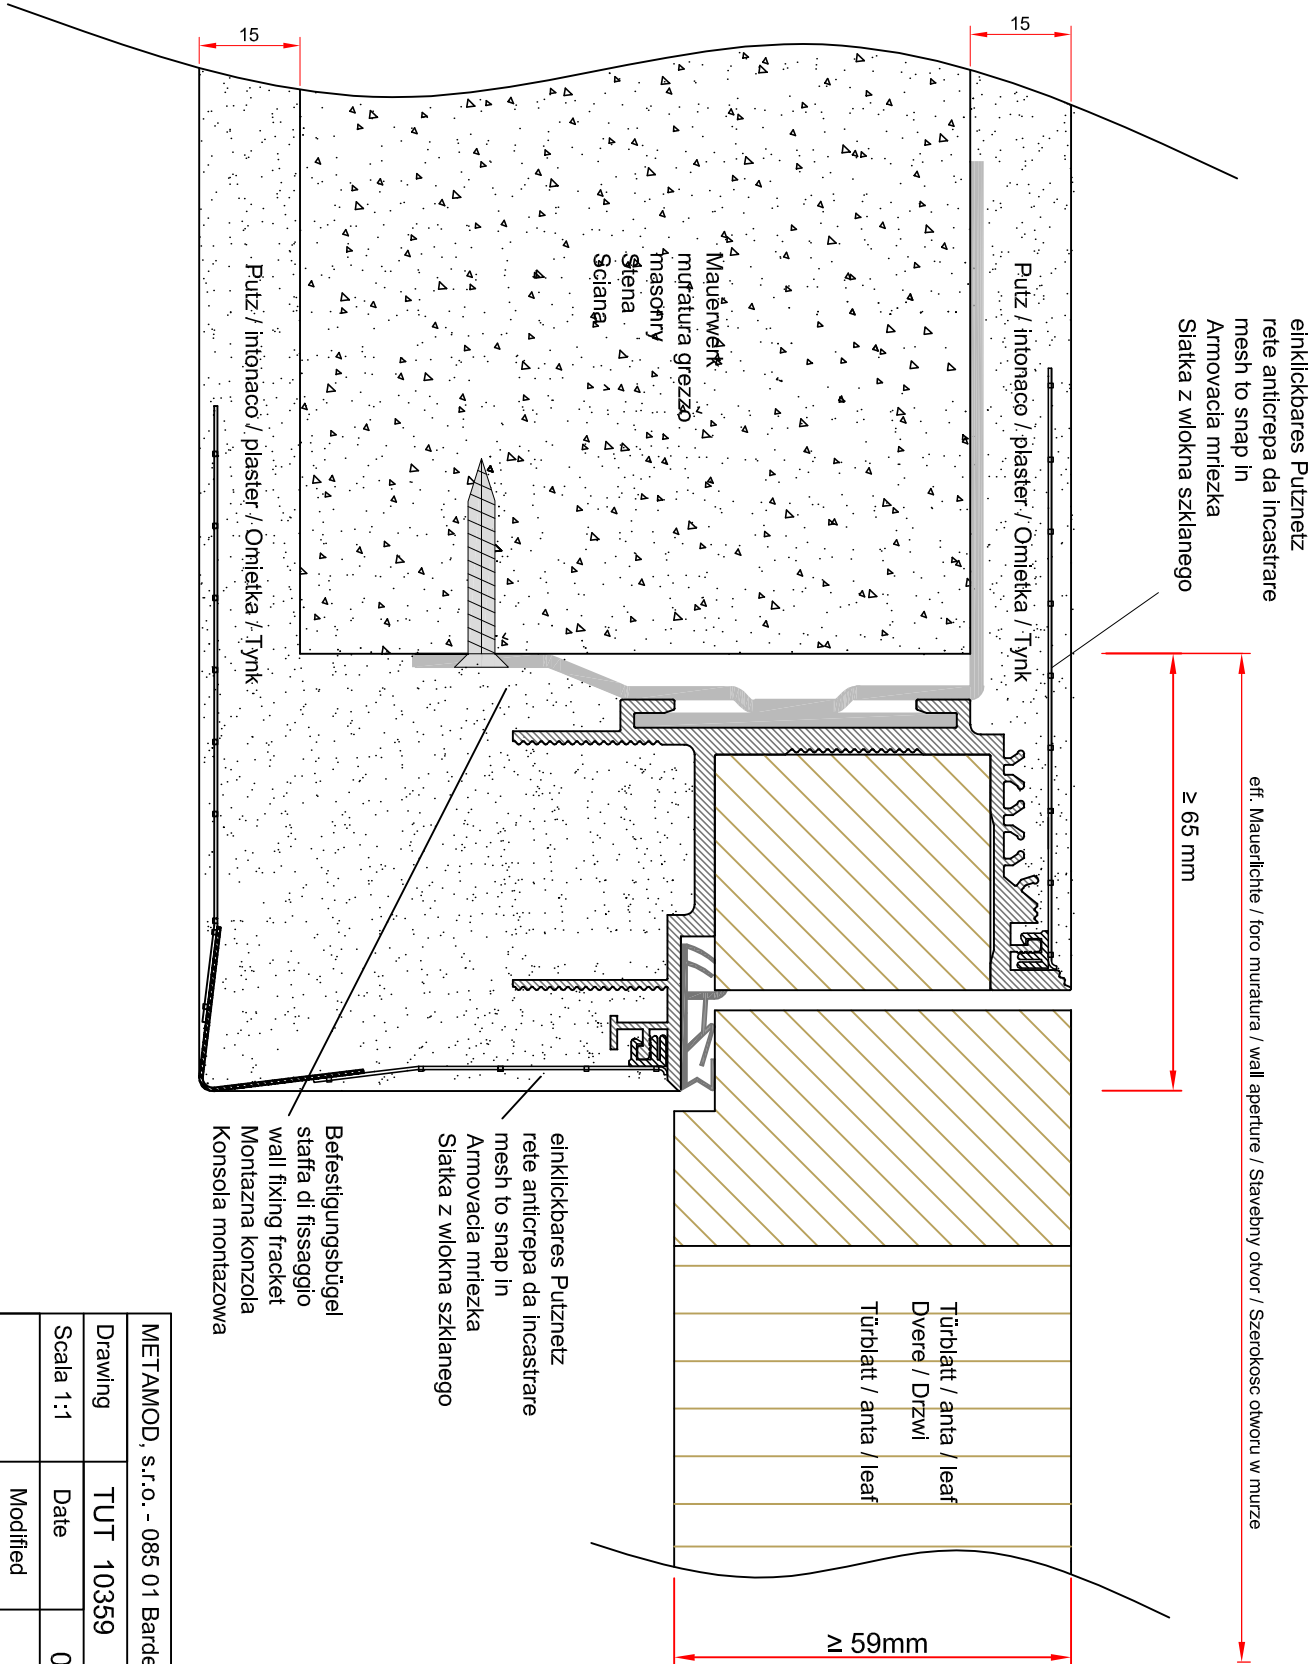 15
15
einklickbares Putznetz
rete anticrepa da incastrare
mesh to snap in
Armovacia mriezka
Siatka z wlokna szklanego
Putz / intonaco / plaster / Omietka / Tynk
Mauerwerk
muratura grezzo
masonry
Stena
Sciana
Putz / intonaco / plaster / Omietka / Tynk
≥ 65 mm
eff. Mauerlichte / foro muratura / wall aperture / Stavebny otvor / Szerokosc otworu w murze
einklickbares Putznetz
rete anticrepa da incastrare
mesh to snap in
Armovacia mriezka
Siatka z wlokna szklanego
Befestigungsbügel
staffa di fissaggio
wall fixing fracket
Montazna konzola
Konsola montazowa
Türblatt / anta / leaf
Dvere / Drzwi
Türblatt / anta / leaf
≥ 59mm
METAMOD, s.r.o. - 085 01 Barde
Drawing TUT 10359
Scala 1:1 Date 0
Modified